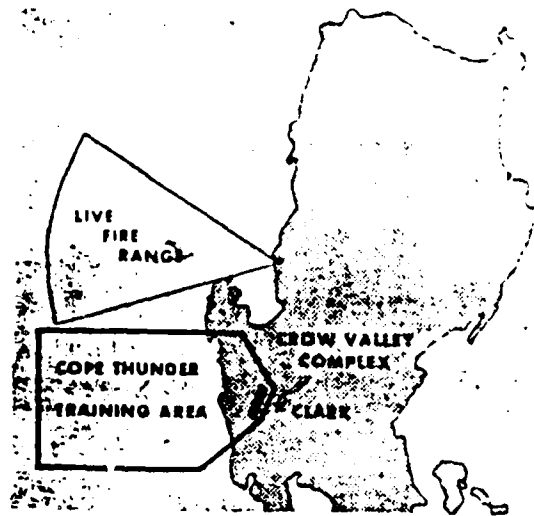 LIVE
FIRE
RANGE
CROW VALLEY
COMPLEX
COPE THUNDER
TRAINING AREA
CLARK